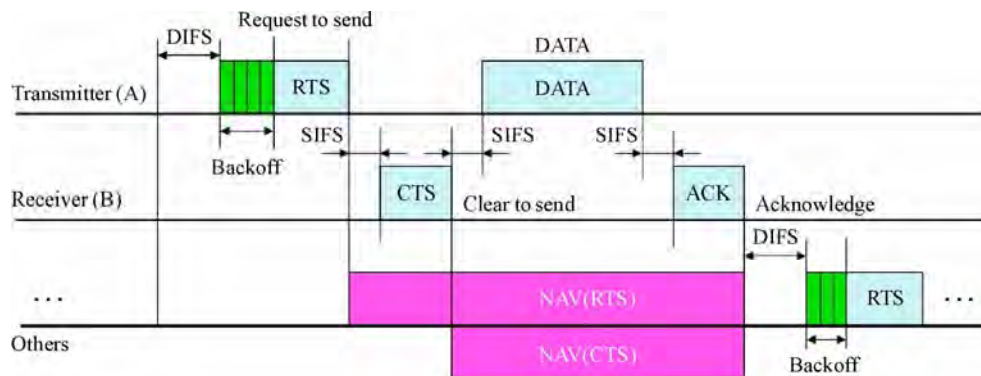 Request to send
DIFS
DATA
RTS
DATA
Transmitter (A)
SIFS
SIFS
SIFS
Backoff
CTS
ACK
Receiver (B)
Clear to send
Acknowledge
DIFS
. . .
NAV(RTS)
RTS
. . .
Others
NAV(CTS)
Backoff